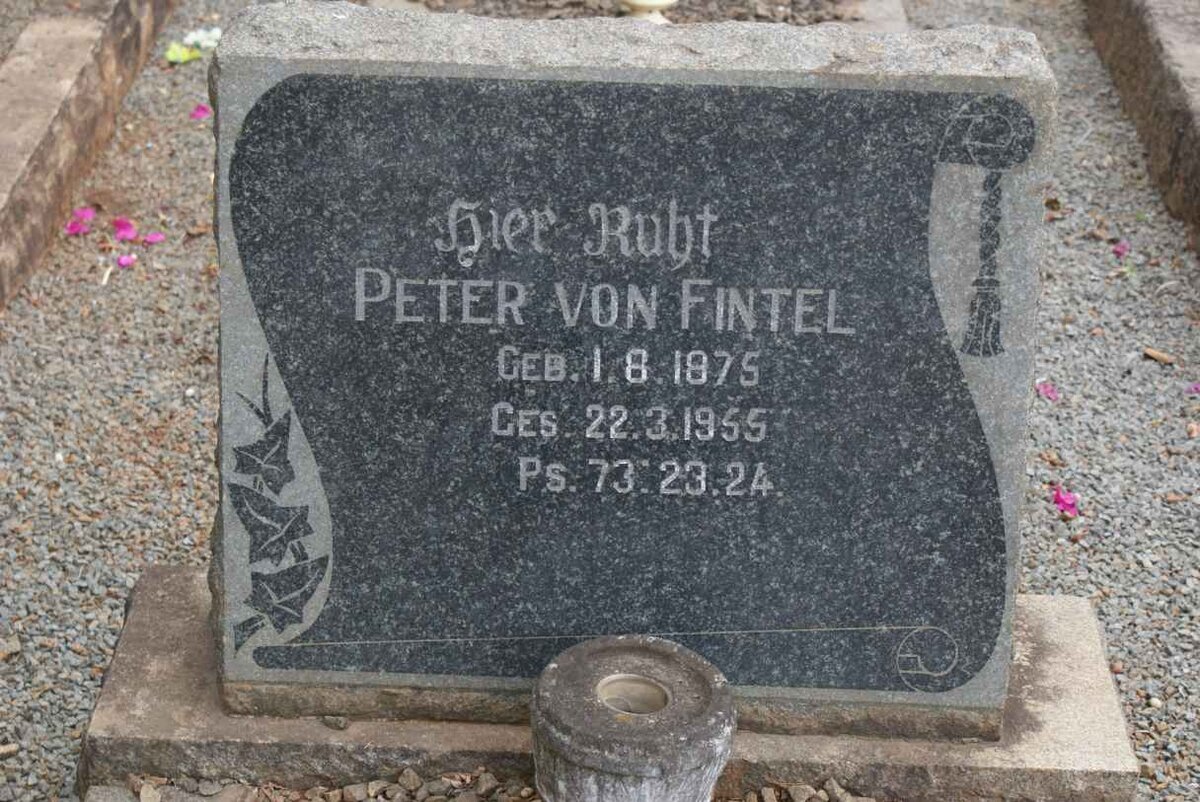 Hier Ruht
PETER VON FINTEL
GEB. 1. 8. 1875
GES 22.3.1955
PS. 73. 23.24.